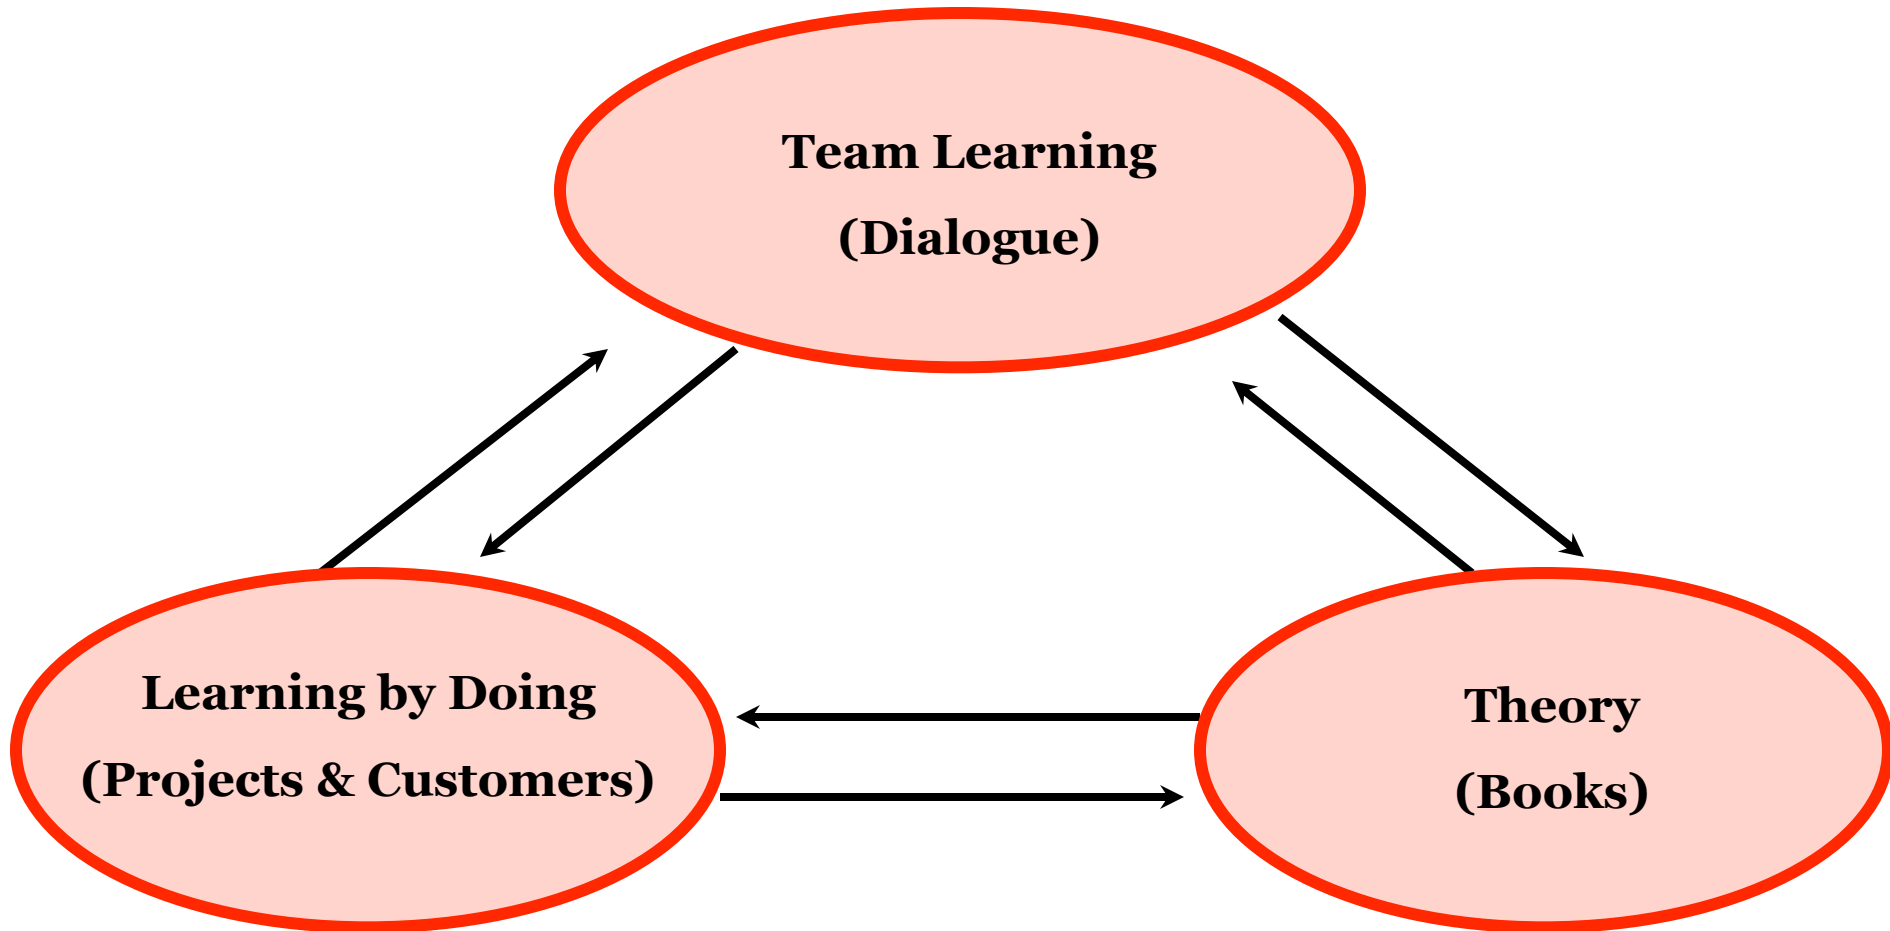 Team Learning
(Dialogue)
Learning by Doing
(Projects & Customers)
Theory
(Books)